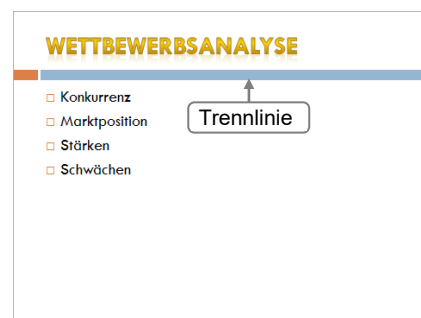 WETTBEWERBSANALYSE
Konkurrenz
Marktposition
Trennlinie
Stärken
Schwächen